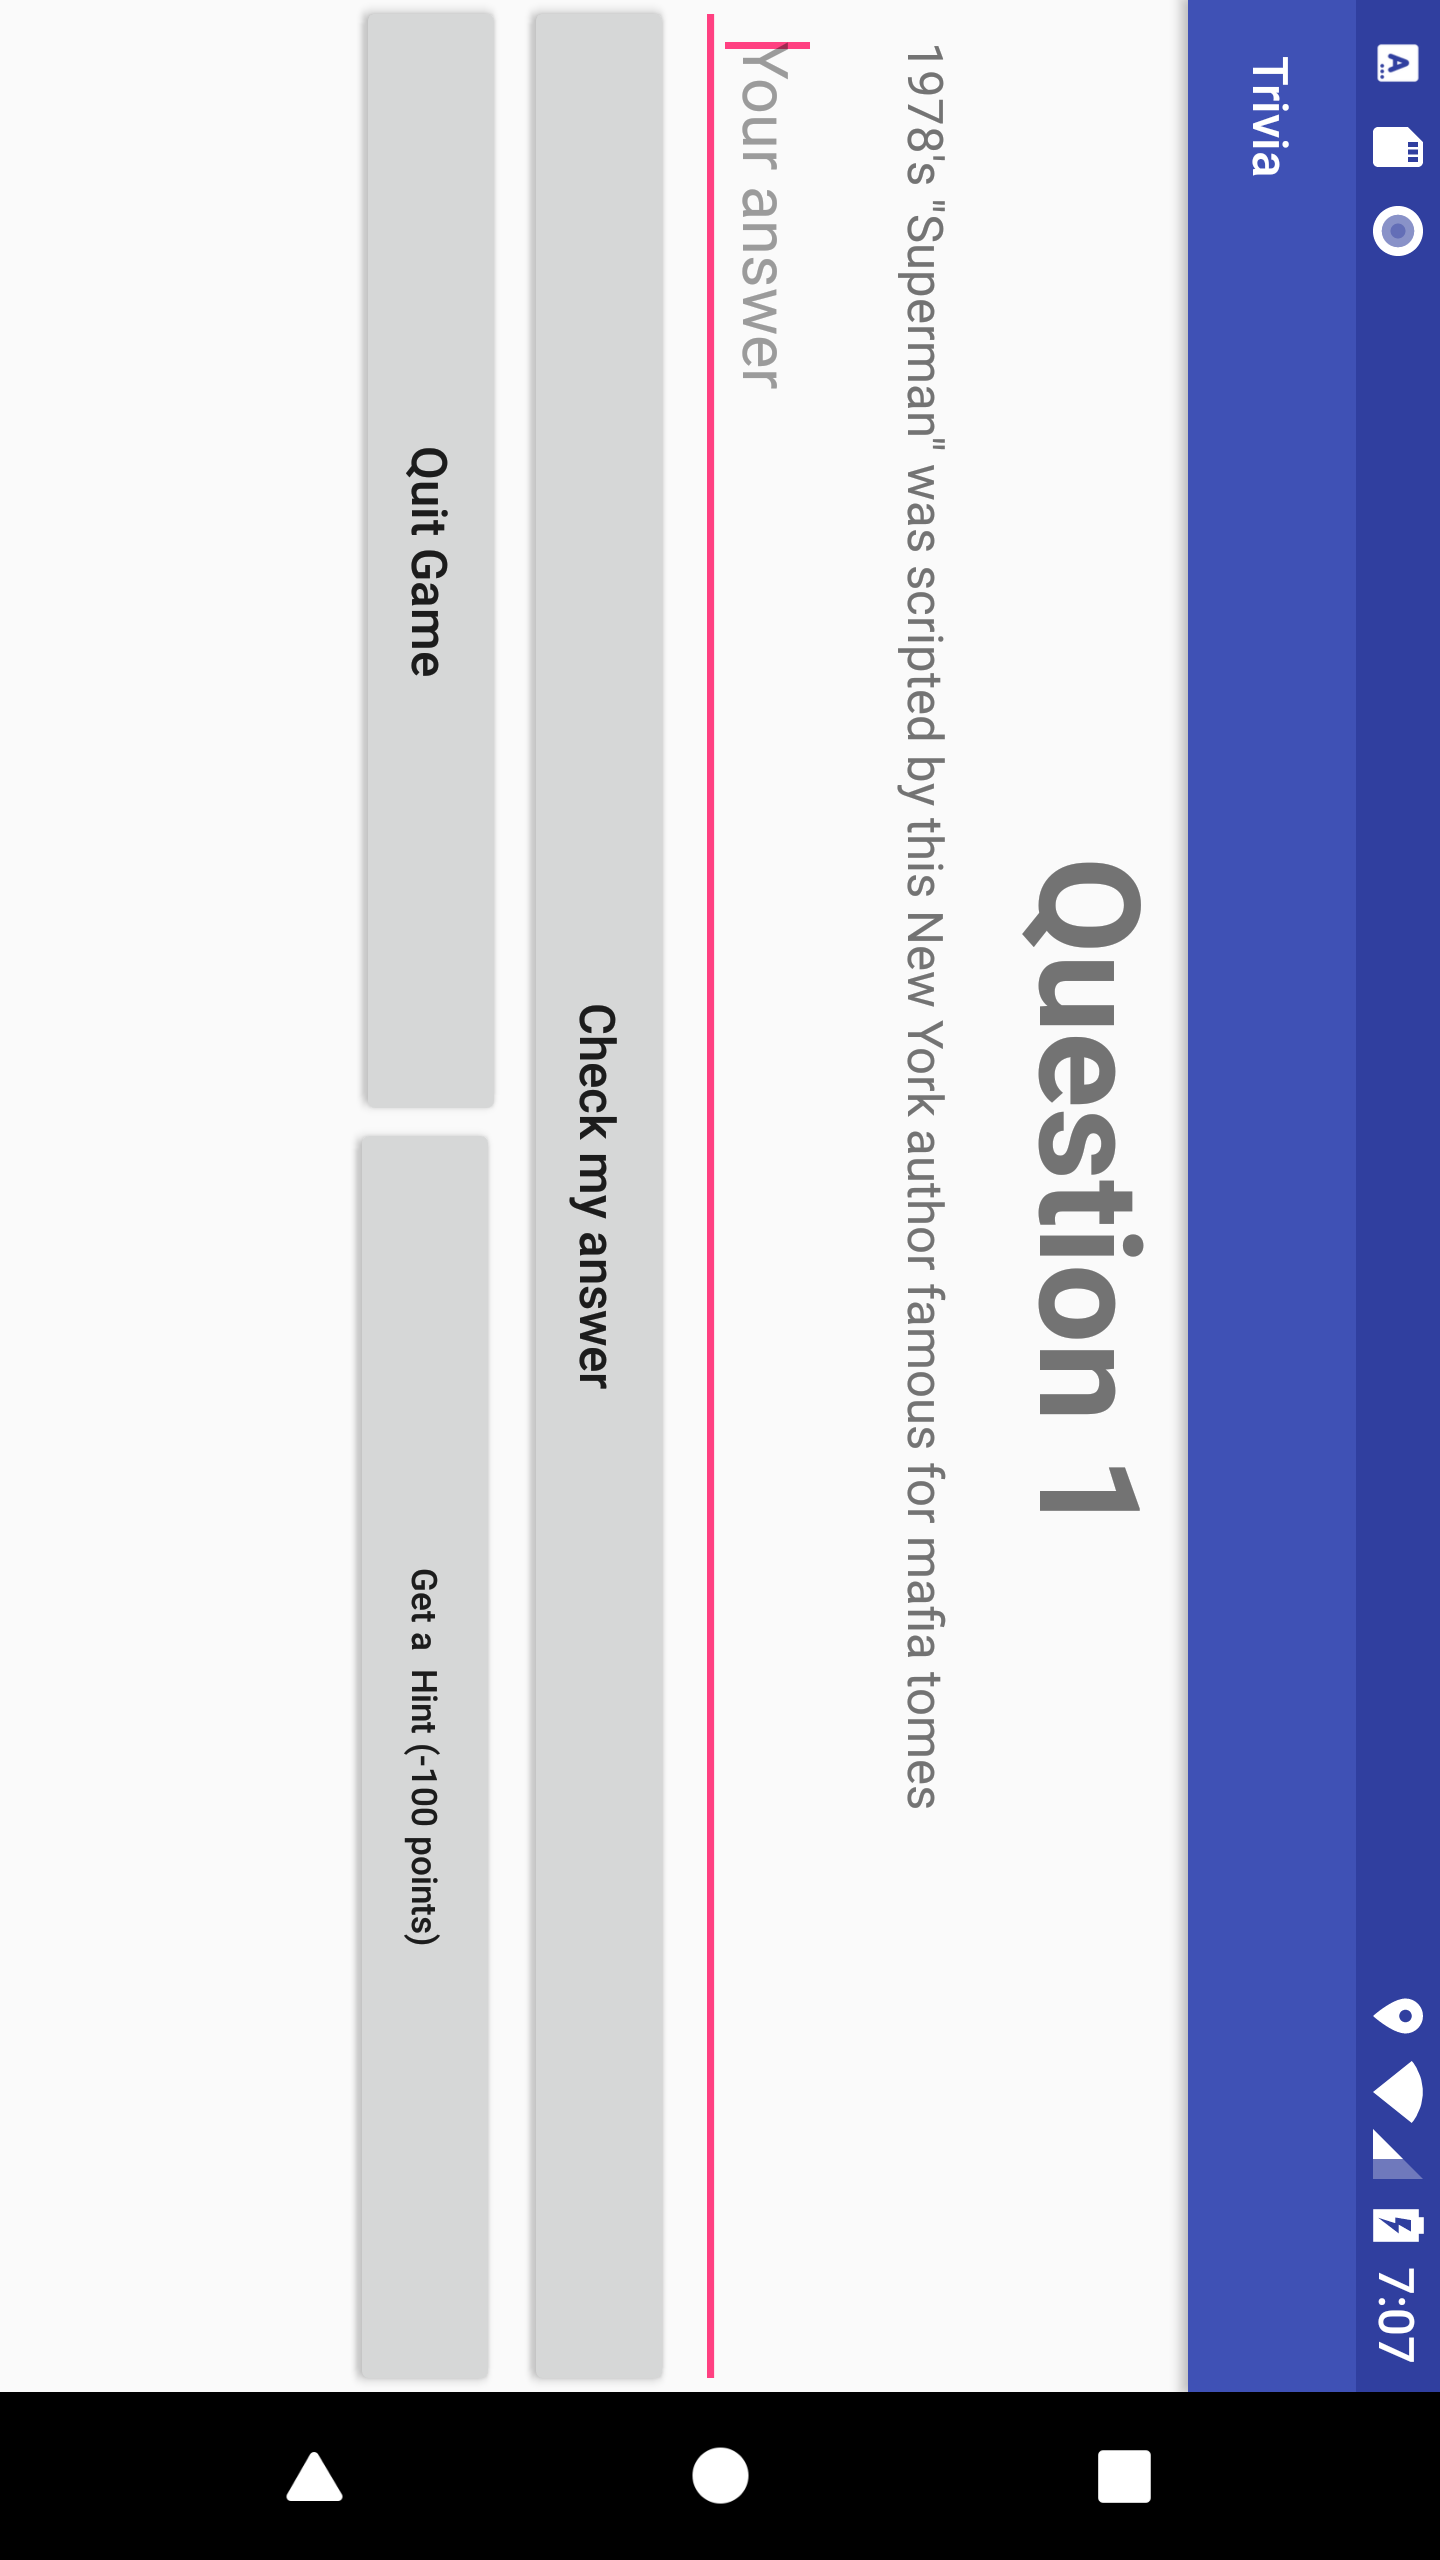 7:07
Trivia
Question 1
1978's "Superman" was scripted by this New York author famous for mafia tomes
Your answer
Check my answer
Quit Game
Get a  Hint (-100 points)